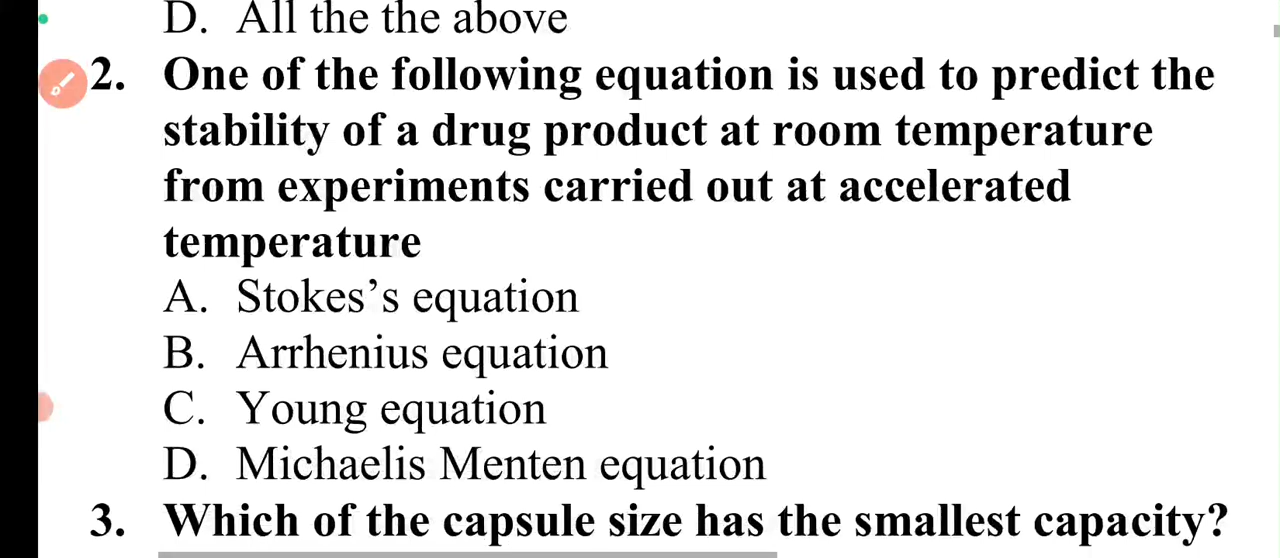 D. All the the above
2. One of the following equation is used to predict the
stability of a drug product at room temperature
from experiments carried out at accelerated
temperature
A. Stokes’s equation
B. Arrhenius equation
C. Young equation
D. Michaelis Menten equation
3. Which of the capsule size has the smallest capacity?